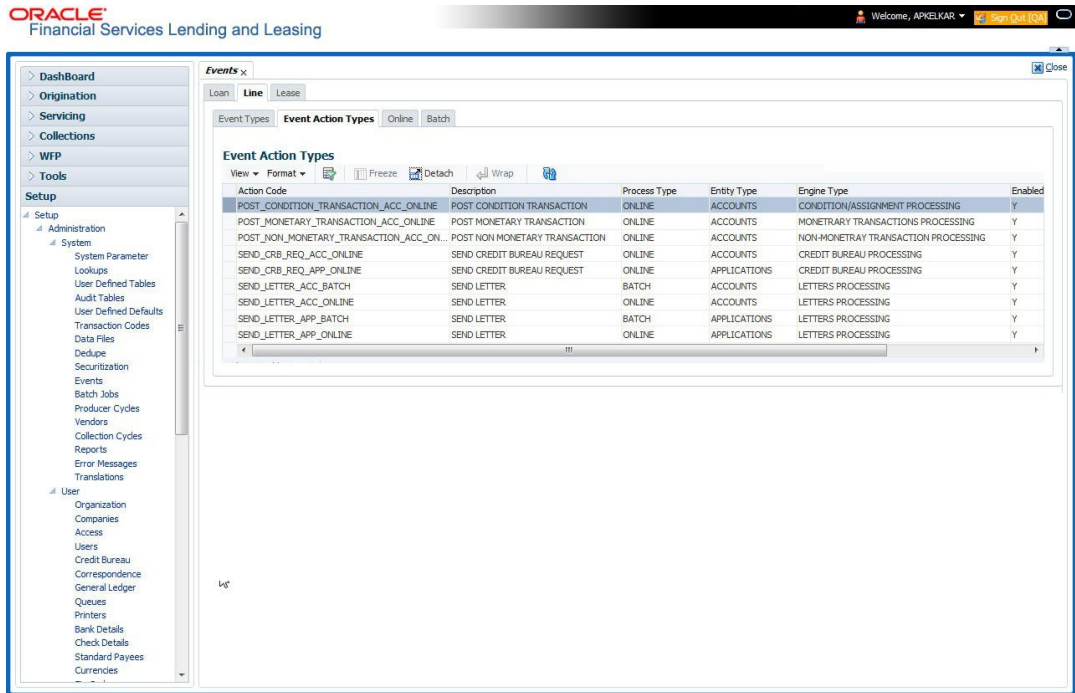 ORACLE
Financial Services Lending and Leasing
Welcome, APKELKAR
Sign Out [QA]
Close
DashBoard
Origination
Servicing
Collections
WFP
Tools
Setup
Setup
Administration
System
System Parameter
Lookups
User Defined Tables
Audit Tables
User Defined Defaults
Transaction Codes
Data Files
Dedupe
Securitization
Events
Batch Jobs
Producer Cycles
Vendors
Collection Cycles
Reports
Error Messages
Translations
User
Organization
Companies
Access
Users
Credit Bureau
Correspondence
General Ledger
Queues
Printers
Bank Details
Check Details
Standard Payees
Currencies
Events
Loan Line Lease
Event Types Event Action Types Online Batch
Event Action Types
View Format Freeze Detach Wrap
Action Code Description Process Type Entity Type Engine Type Enabled
POST_CONDITION_TRANSACTION_ACC_ONLINE POST CONDITION TRANSACTION ONLINE ACCOUNTS CONDITION/ASSIGNMENT PROCESSING Y
POST_MONETARY_TRANSACTION_ACC_ONLINE POST MONETARY TRANSACTION ONLINE ACCOUNTS MONETRARY TRANSACTIONS PROCESSING Y
POST_NON_MONETARY_TRANSACTION_ACC_ON... POST NON MONETARY TRANSACTION ONLINE ACCOUNTS NON-MONETRAY TRANSACTION PROCESSING Y
SEND_CRB_REQ_ACC_ONLINE SEND CREDIT BUREAU REQUEST ONLINE ACCOUNTS CREDIT BUREAU PROCESSING Y
SEND_CRB_REQ_APP_ONLINE SEND CREDIT BUREAU REQUEST ONLINE APPLICATIONS CREDIT BUREAU PROCESSING Y
SEND_LETTER_ACC_BATCH SEND LETTER BATCH ACCOUNTS LETTERS PROCESSING Y
SEND_LETTER_ACC_ONLINE SEND LETTER ONLINE ACCOUNTS LETTERS PROCESSING Y
SEND_LETTER_APP_BATCH SEND LETTER BATCH APPLICATIONS LETTERS PROCESSING Y
SEND_LETTER_APP_ONLINE SEND LETTER ONLINE APPLICATIONS LETTERS PROCESSING Y